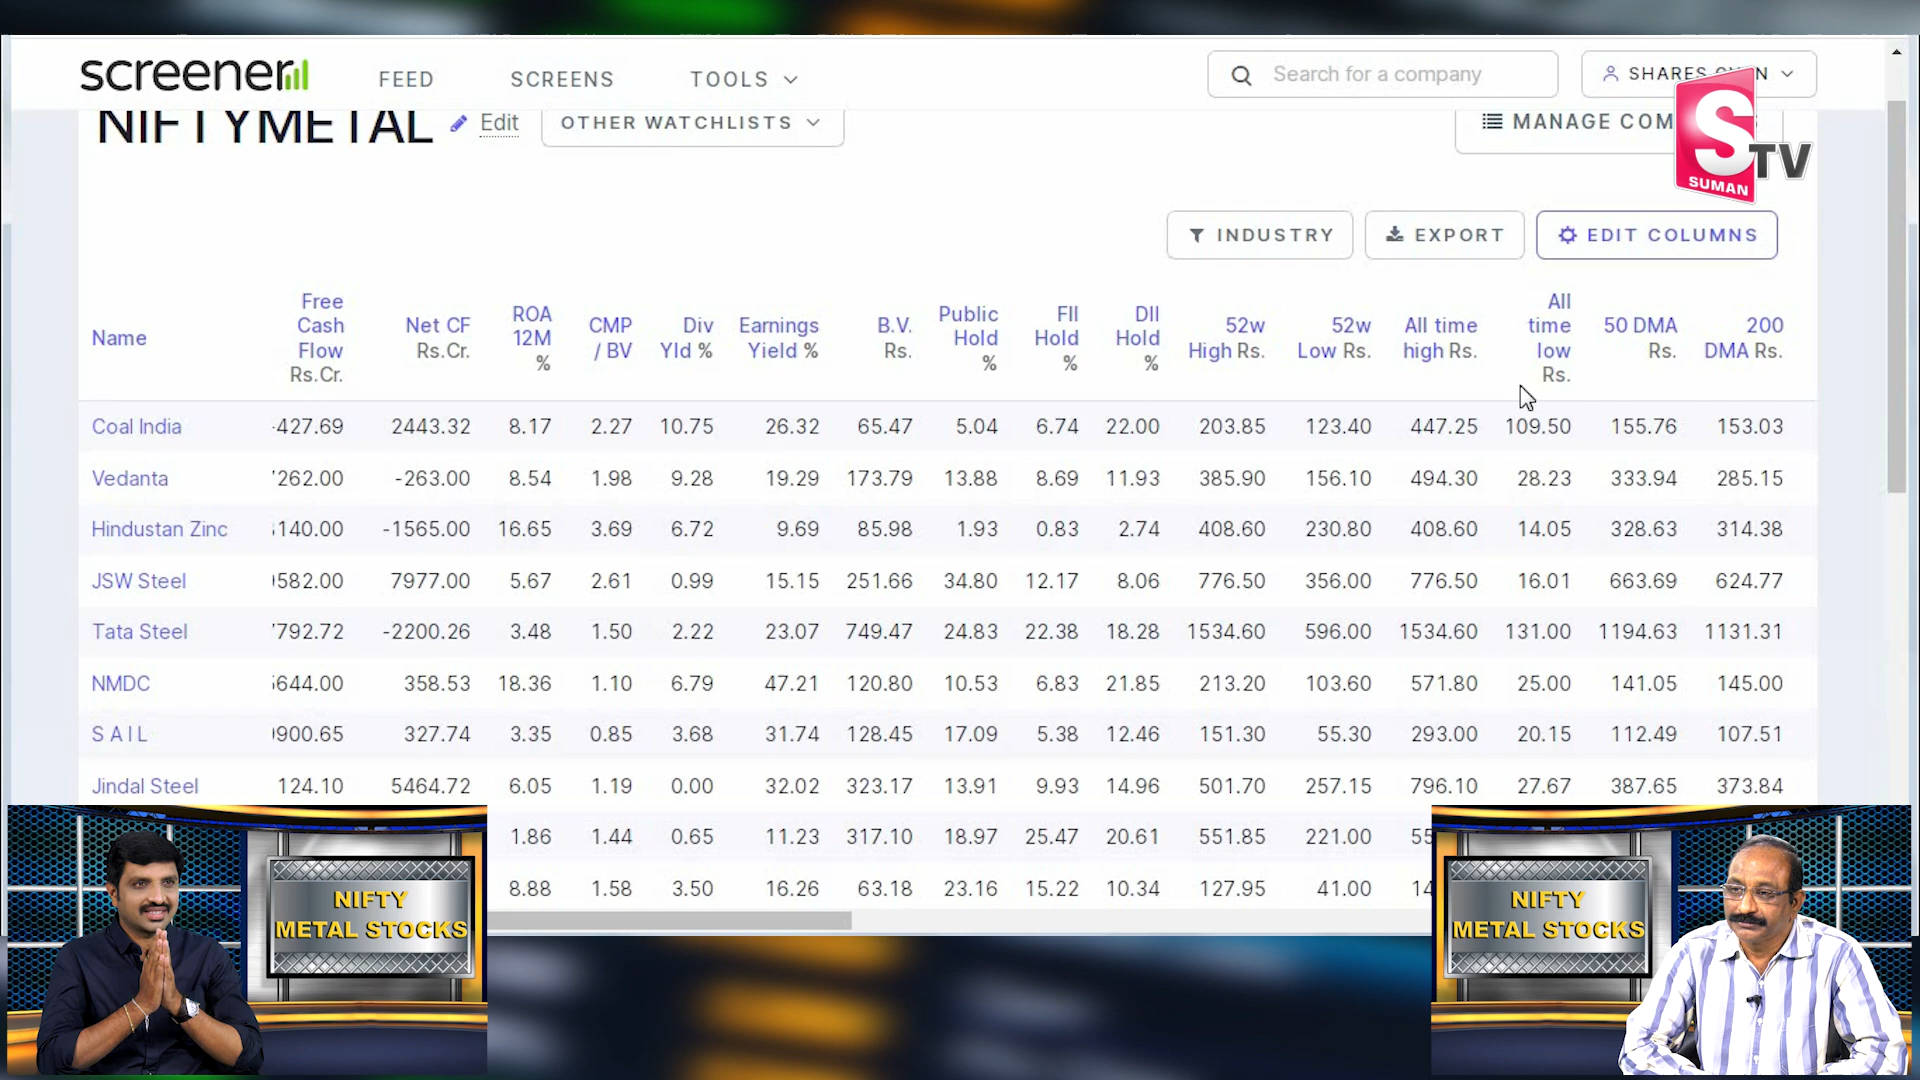 screener
FEED
SCREENS
TOOLS
Search for a company
SHARES
NIFTYMETAL
Edit
OTHER WATCHLISTS
MANAGE
S
TV
SUMAN
INDUSTRY
EXPORT
EDIT COLUMNS
Name Free Cash Flow Rs.Cr. Net CF Rs.Cr. ROA 12M % CMP / BV Div Yld % Earnings Yield % B.V. Rs. Public Hold % FII Hold % DII Hold % 52w High Rs. 52w Low Rs. All time high Rs. All time low Rs. 50 DMA Rs. 200 DMA Rs.
Coal India 427.69 2443.32 8.17 2.27 10.75 26.32 65.47 5.04 6.74 22.00 203.85 123.40 447.25 109.50 155.76 153.03
Vedanta 262.00 -263.00 8.54 1.98 9.28 19.29 173.79 13.88 8.69 11.93 385.90 156.10 494.30 28.23 333.94 285.15
Hindustan Zinc 140.00 -1565.00 16.65 3.69 6.72 9.69 85.98 1.93 0.83 2.74 408.60 230.80 408.60 14.05 328.63 314.38
JSW Steel 582.00 7977.00 5.67 2.61 0.99 15.15 251.66 34.80 12.17 8.06 776.50 356.00 776.50 16.01 663.69 624.77
Tata Steel 792.72 -2200.26 3.48 1.50 2.22 23.07 749.47 24.83 22.38 18.28 1534.60 596.00 1534.60 131.00 1194.63 1131.31
NMDC 644.00 358.53 18.36 1.10 6.79 47.21 120.80 10.53 6.83 21.85 213.20 103.60 571.80 25.00 141.05 145.00
S A I L 900.65 327.74 3.35 0.85 3.68 31.74 128.45 17.09 5.38 12.46 151.30 55.30 293.00 20.15 112.49 107.51
Jindal Steel 124.10 5464.72 6.05 1.19 0.00 32.02 323.17 13.91 9.93 14.96 501.70 257.15 796.10 27.67 387.65 373.84
1.86 1.44 0.65 11.23 317.10 18.97 25.47 20.61 551.85 221.00
8.88 1.58 3.50 16.26 63.18 23.16 15.22 10.34 127.95 41.00
NIFTY
METAL STOCKS
NIFTY
METAL STOCKS